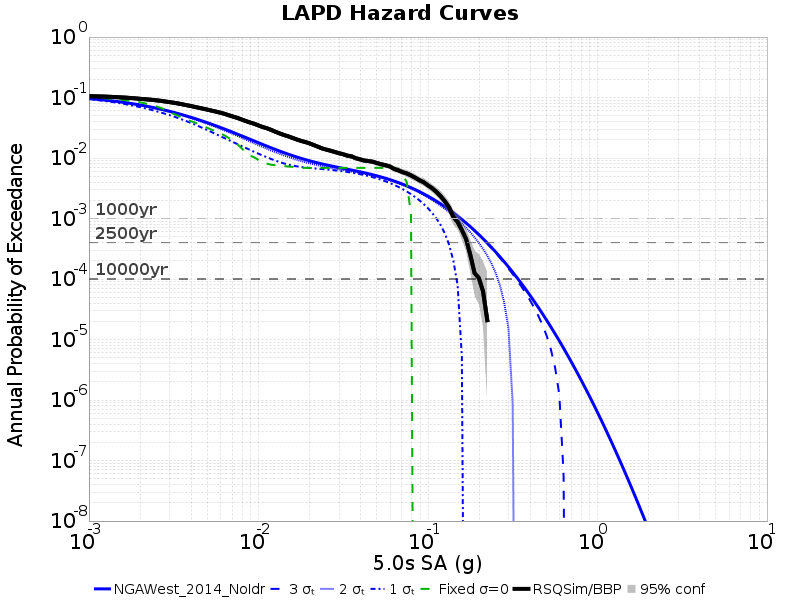 LAPD Hazard Curves
Annual Probability of Exceedance
10^0
10^-1
10^-2
10^-3
10^-4
10^-5
10^-6
10^-7
10^-8
1000yr
2500yr
10000yr
10^-3 10^-2 10^-1 10^0 10^1
5.0s SA (g)
NGAWest_2014_NoIdr 3 σₜ 2 σₜ 1 σₜ Fixed σ=0 RSQSim/BBP 95% conf